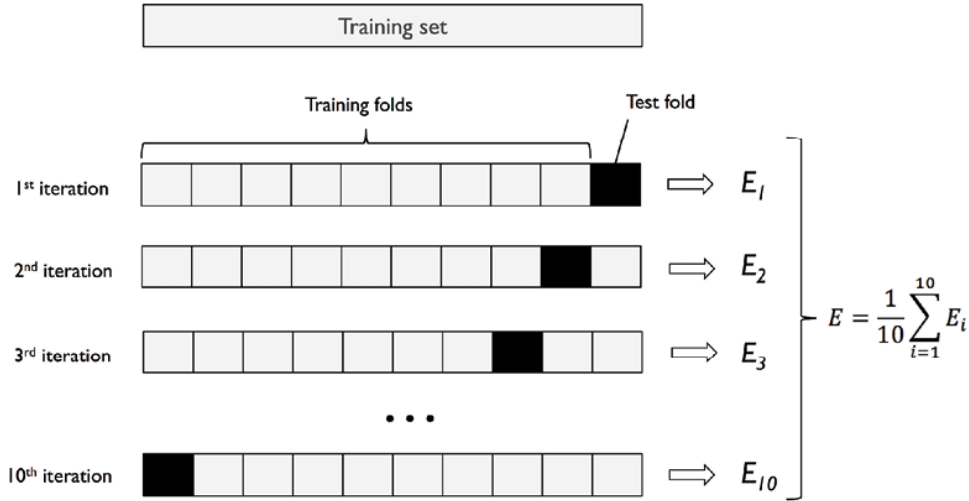 Training set
Training folds
Test fold
1st iteration
E1
2nd iteration
E2
3rd iteration
E3
E = 1/10 10∑i=1 Ei
• • •
10th iteration
E10